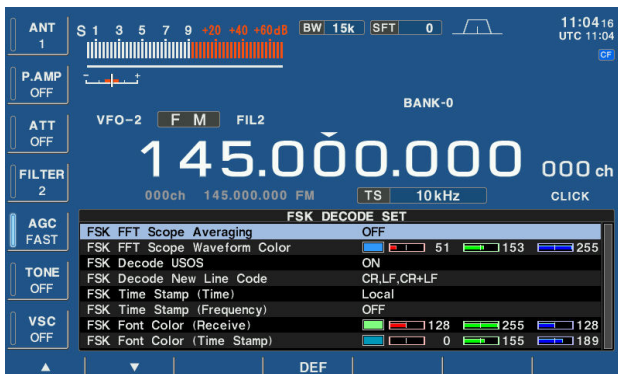 ANT
1
S 1 3 5 7 9 +20 +40 +60dB
BW 15k SFT 0
11:04 16
UTC 11:04
CF
P.AMP
OFF
- +
BANK-0
ATT
OFF
VFO-2 FM FIL2
145.000.000 000 ch
FILTER
2
000ch 145.000.000 FM TS 10kHz CLICK
AGC
FAST
FSK DECODE SET
FSK FFT Scope Averaging OFF
FSK FFT Scope Waveform Color 51 153 255
FSK Decode USOS ON
TONE
OFF
FSK Decode New Line Code CR,LF,CR+LF
FSK Time Stamp (Time) Local
FSK Time Stamp (Frequency) OFF
VSC
OFF
FSK Font Color (Receive) 128 255 128
FSK Font Color (Time Stamp) 0 155 189
▲ ▼ DEF